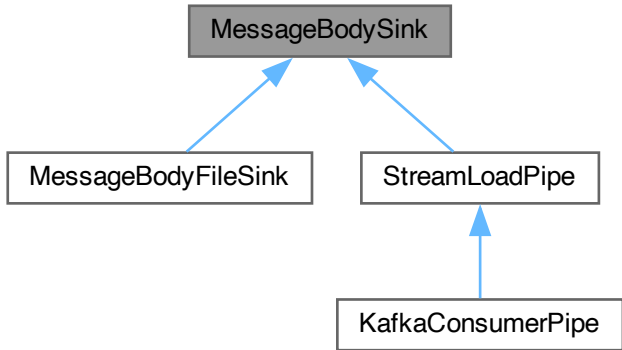 MessageBodySink
MessageBodyFileSink
StreamLoadPipe
KafkaConsumerPipe